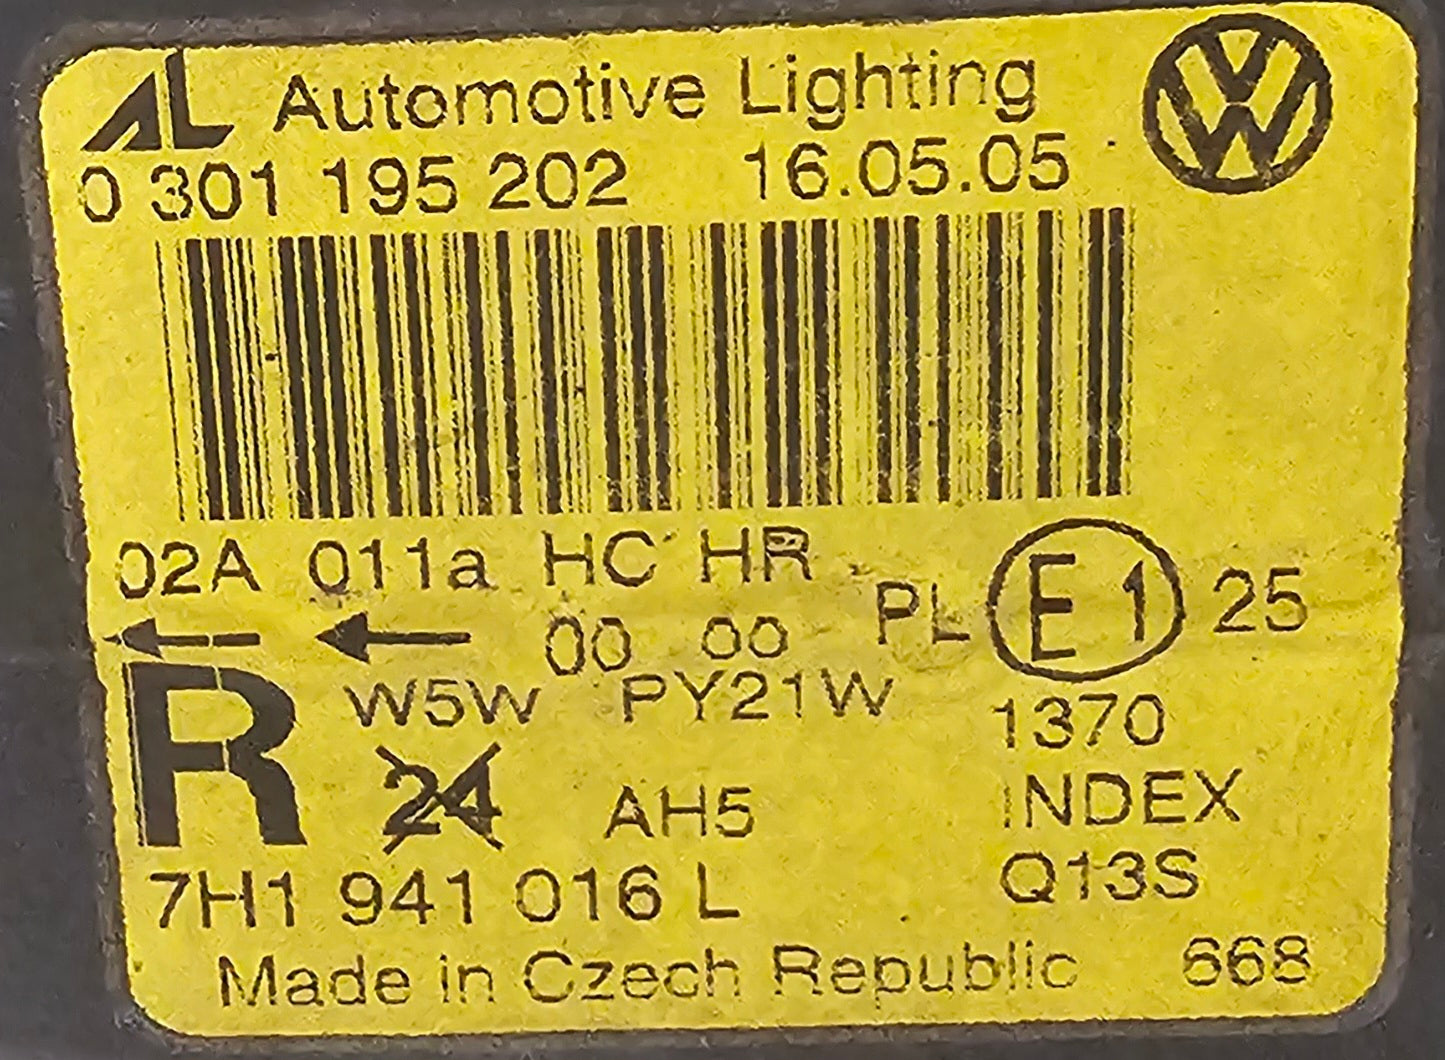 AL Automotive Lighting
0 301 195 202 16.05.05
02A 011a HC HR
00 00 PL E1 25
W5W PY21W
1370
R 24 AH5
INDEX
7H1 941 016 L
Q13S
Made in Czech Republic 668